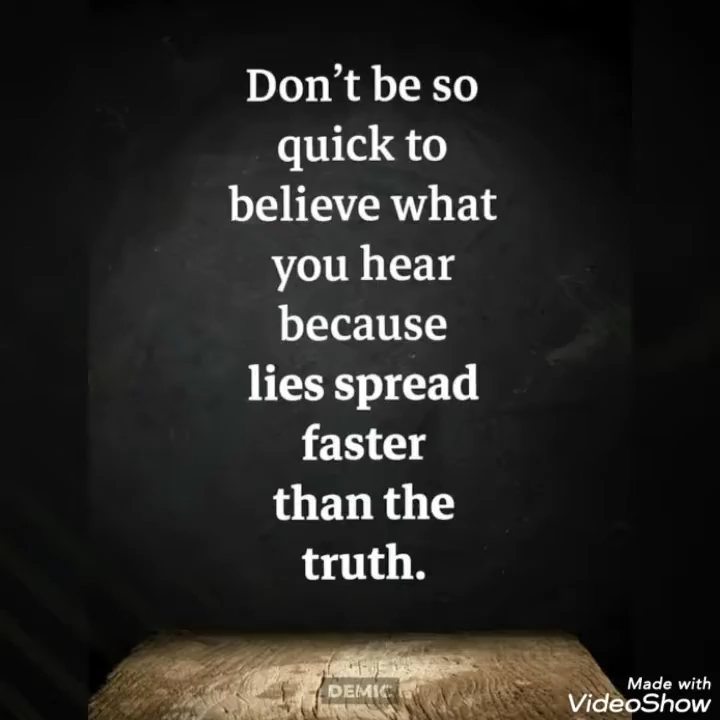 Don’t be so
quick to
believe what
you hear
because
lies spread
faster
than the
truth.
DEMIC
Made with
VideoShow